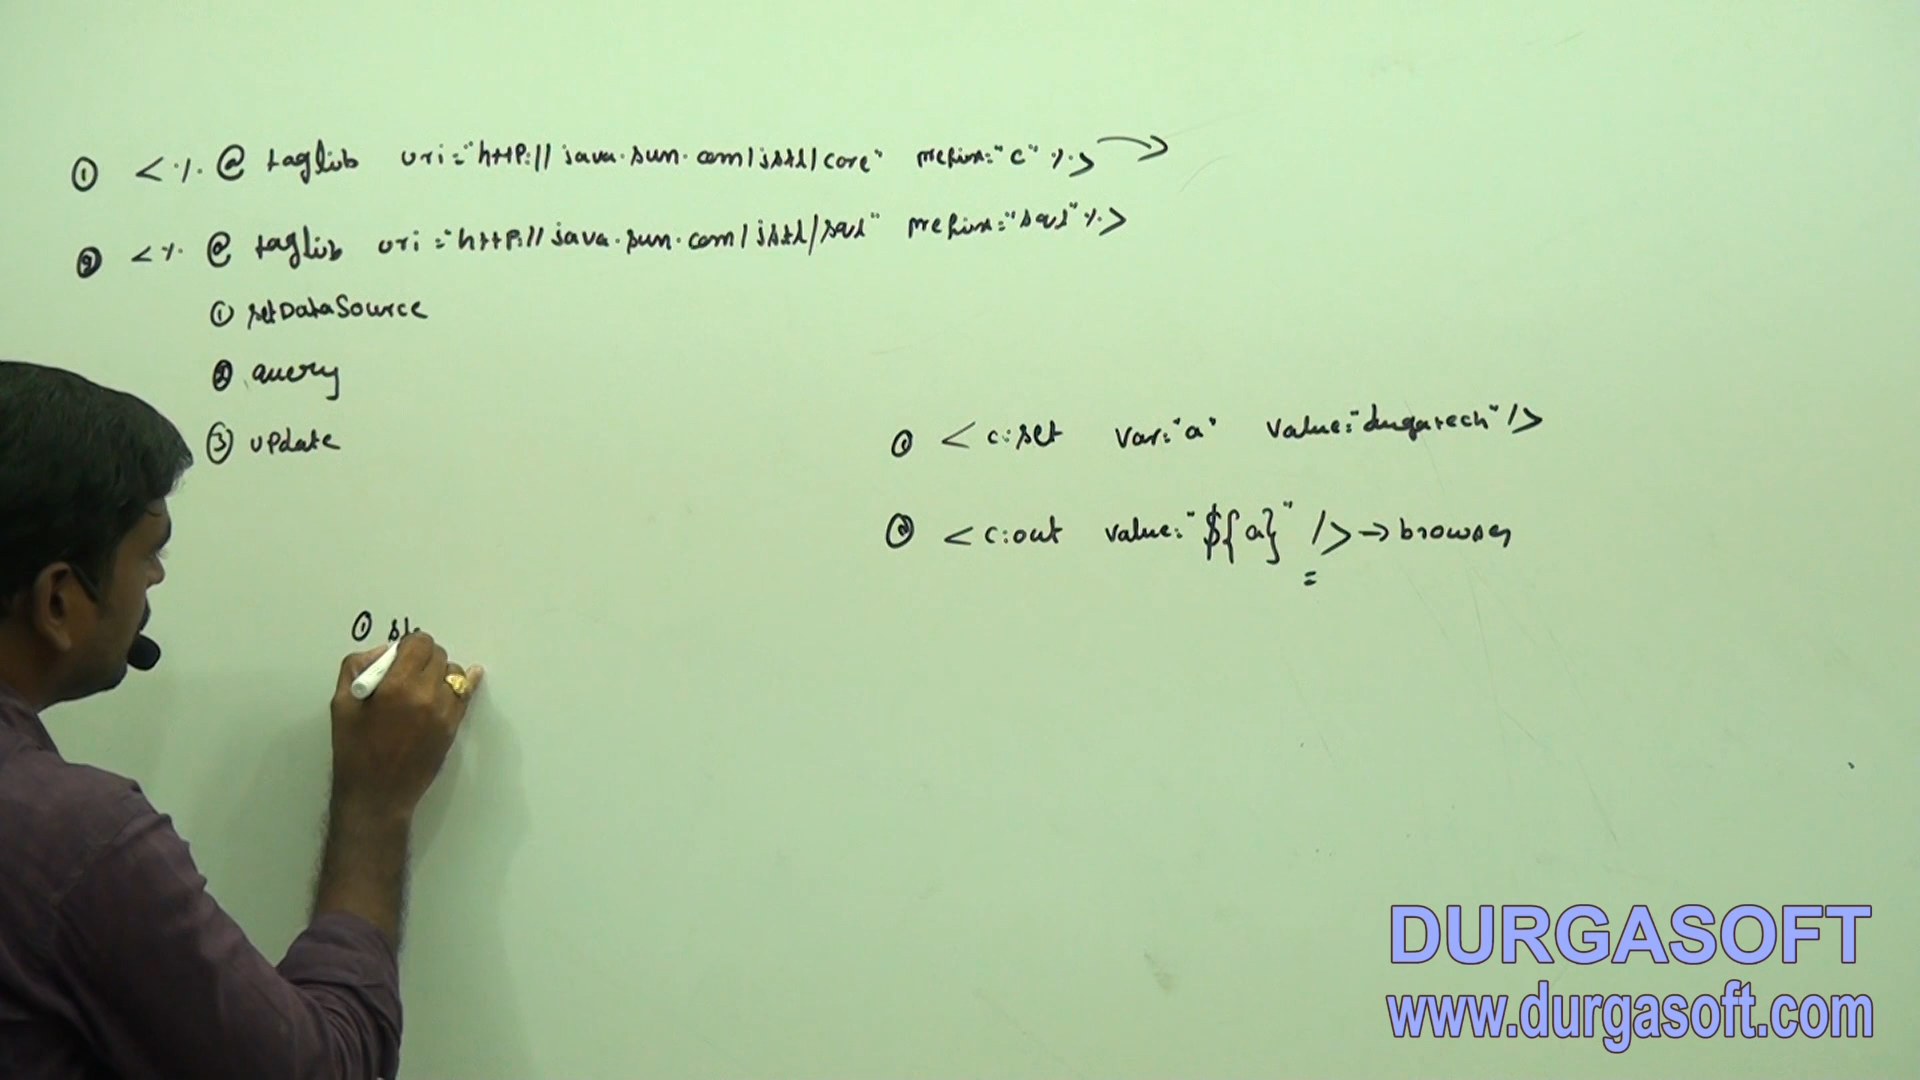 ① <%@ taglib uri="http://java.sun.com/jstl/core" prefix="c" %>
② <%@ taglib uri="http://java.sun.com/jstl/sql" prefix="sql" %>
① setDataSource
② query
③ update
① <c:set var="a" value="durgatech" />
② <c:out value="${a}" /> → browser
①
DURGASOFT
www.durgasoft.com